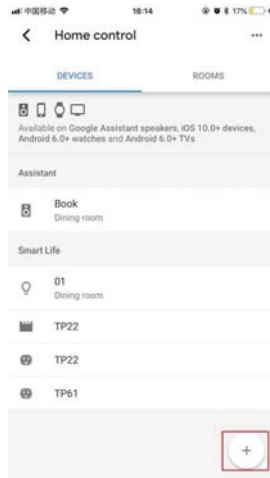 中国移动 18:14 17%
Home control
DEVICES ROOMS
Available on Google Assistant speakers, iOS 10.0+ devices,
Android 6.0+ watches and Android 6.0+ TVs
Assistant
Book
Dining room
Smart Life
01
Dining room
TP22
TP22
TP61
+